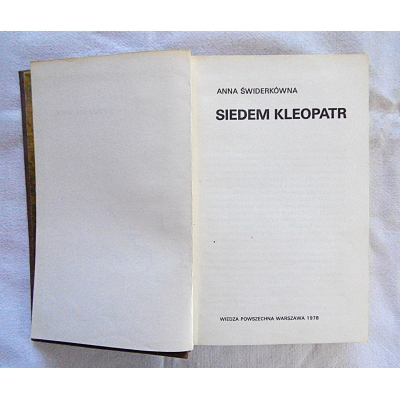 ANNA ŚWIDERKÓWNA
SIEDEM KLEOPATR
WIEDZA POWSZECHNA WARSZAWA 1978